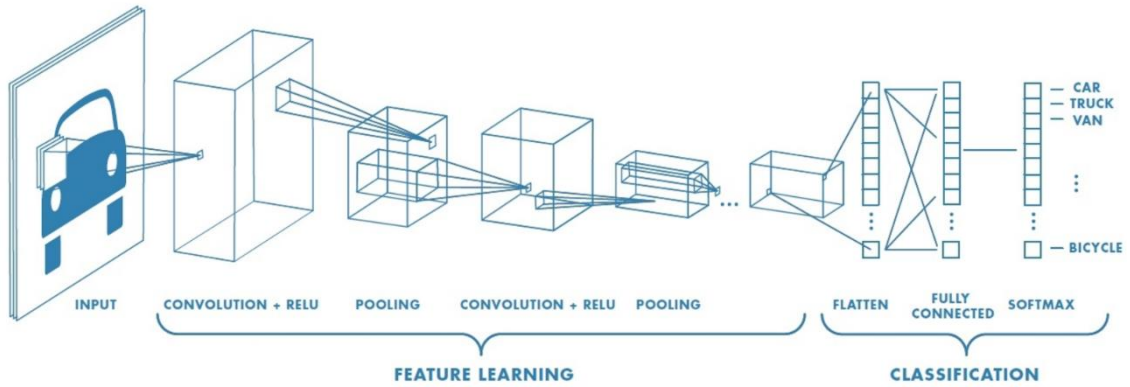 CAR
TRUCK
VAN
BICYCLE
INPUT
CONVOLUTION + RELU
POOLING
CONVOLUTION + RELU
POOLING
FLATTEN
FULLY
CONNECTED
SOFTMAX
FEATURE LEARNING
CLASSIFICATION